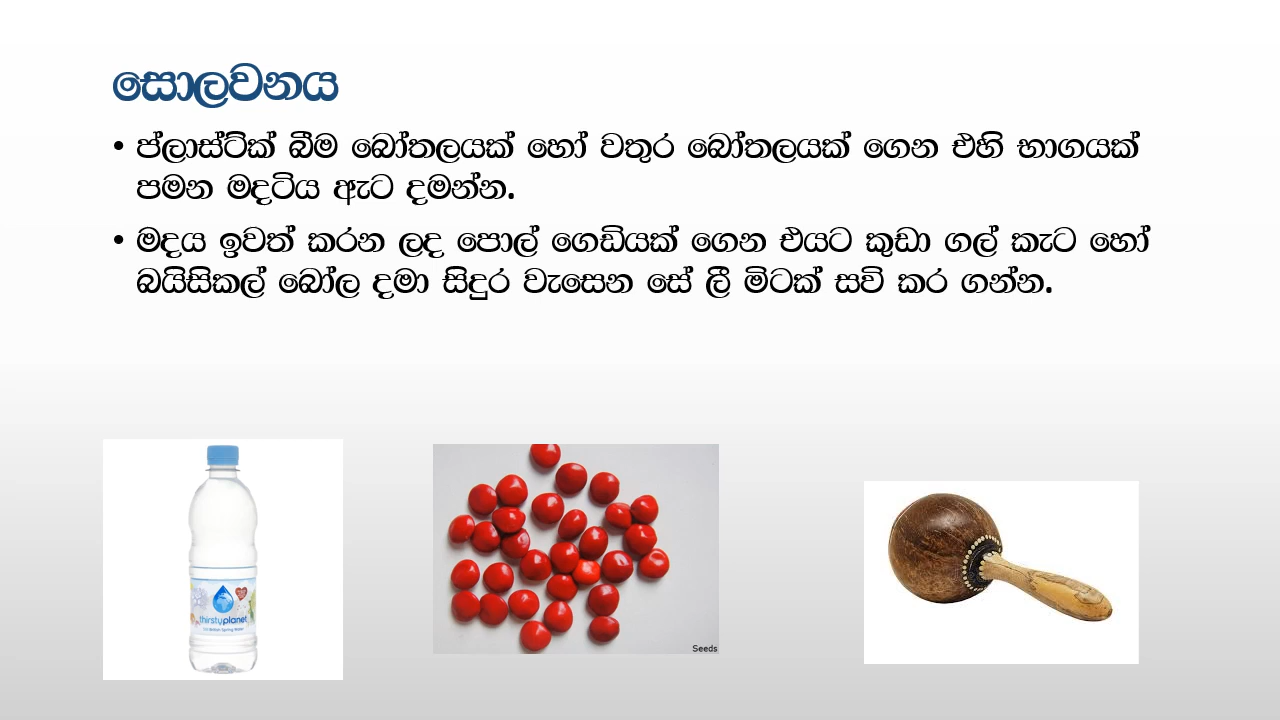 සොලවනය
• ප්ලාස්ටික් බීම බෝතලයක් හෝ වතුර බෝතලයක් ගෙන එහි භාගයක්
පමන මදටිය ඇට දමන්න.
• මදය ඉවත් කරන ලද පොල් ගෙඩියක් ගෙන එයට කුඩා ගල් කැට හෝ
බයිසිකල් බෝල දමා සිදුර වැසෙන සේ ලී මිටක් සවි කර ගන්න.
thirstyplanet
Seeds